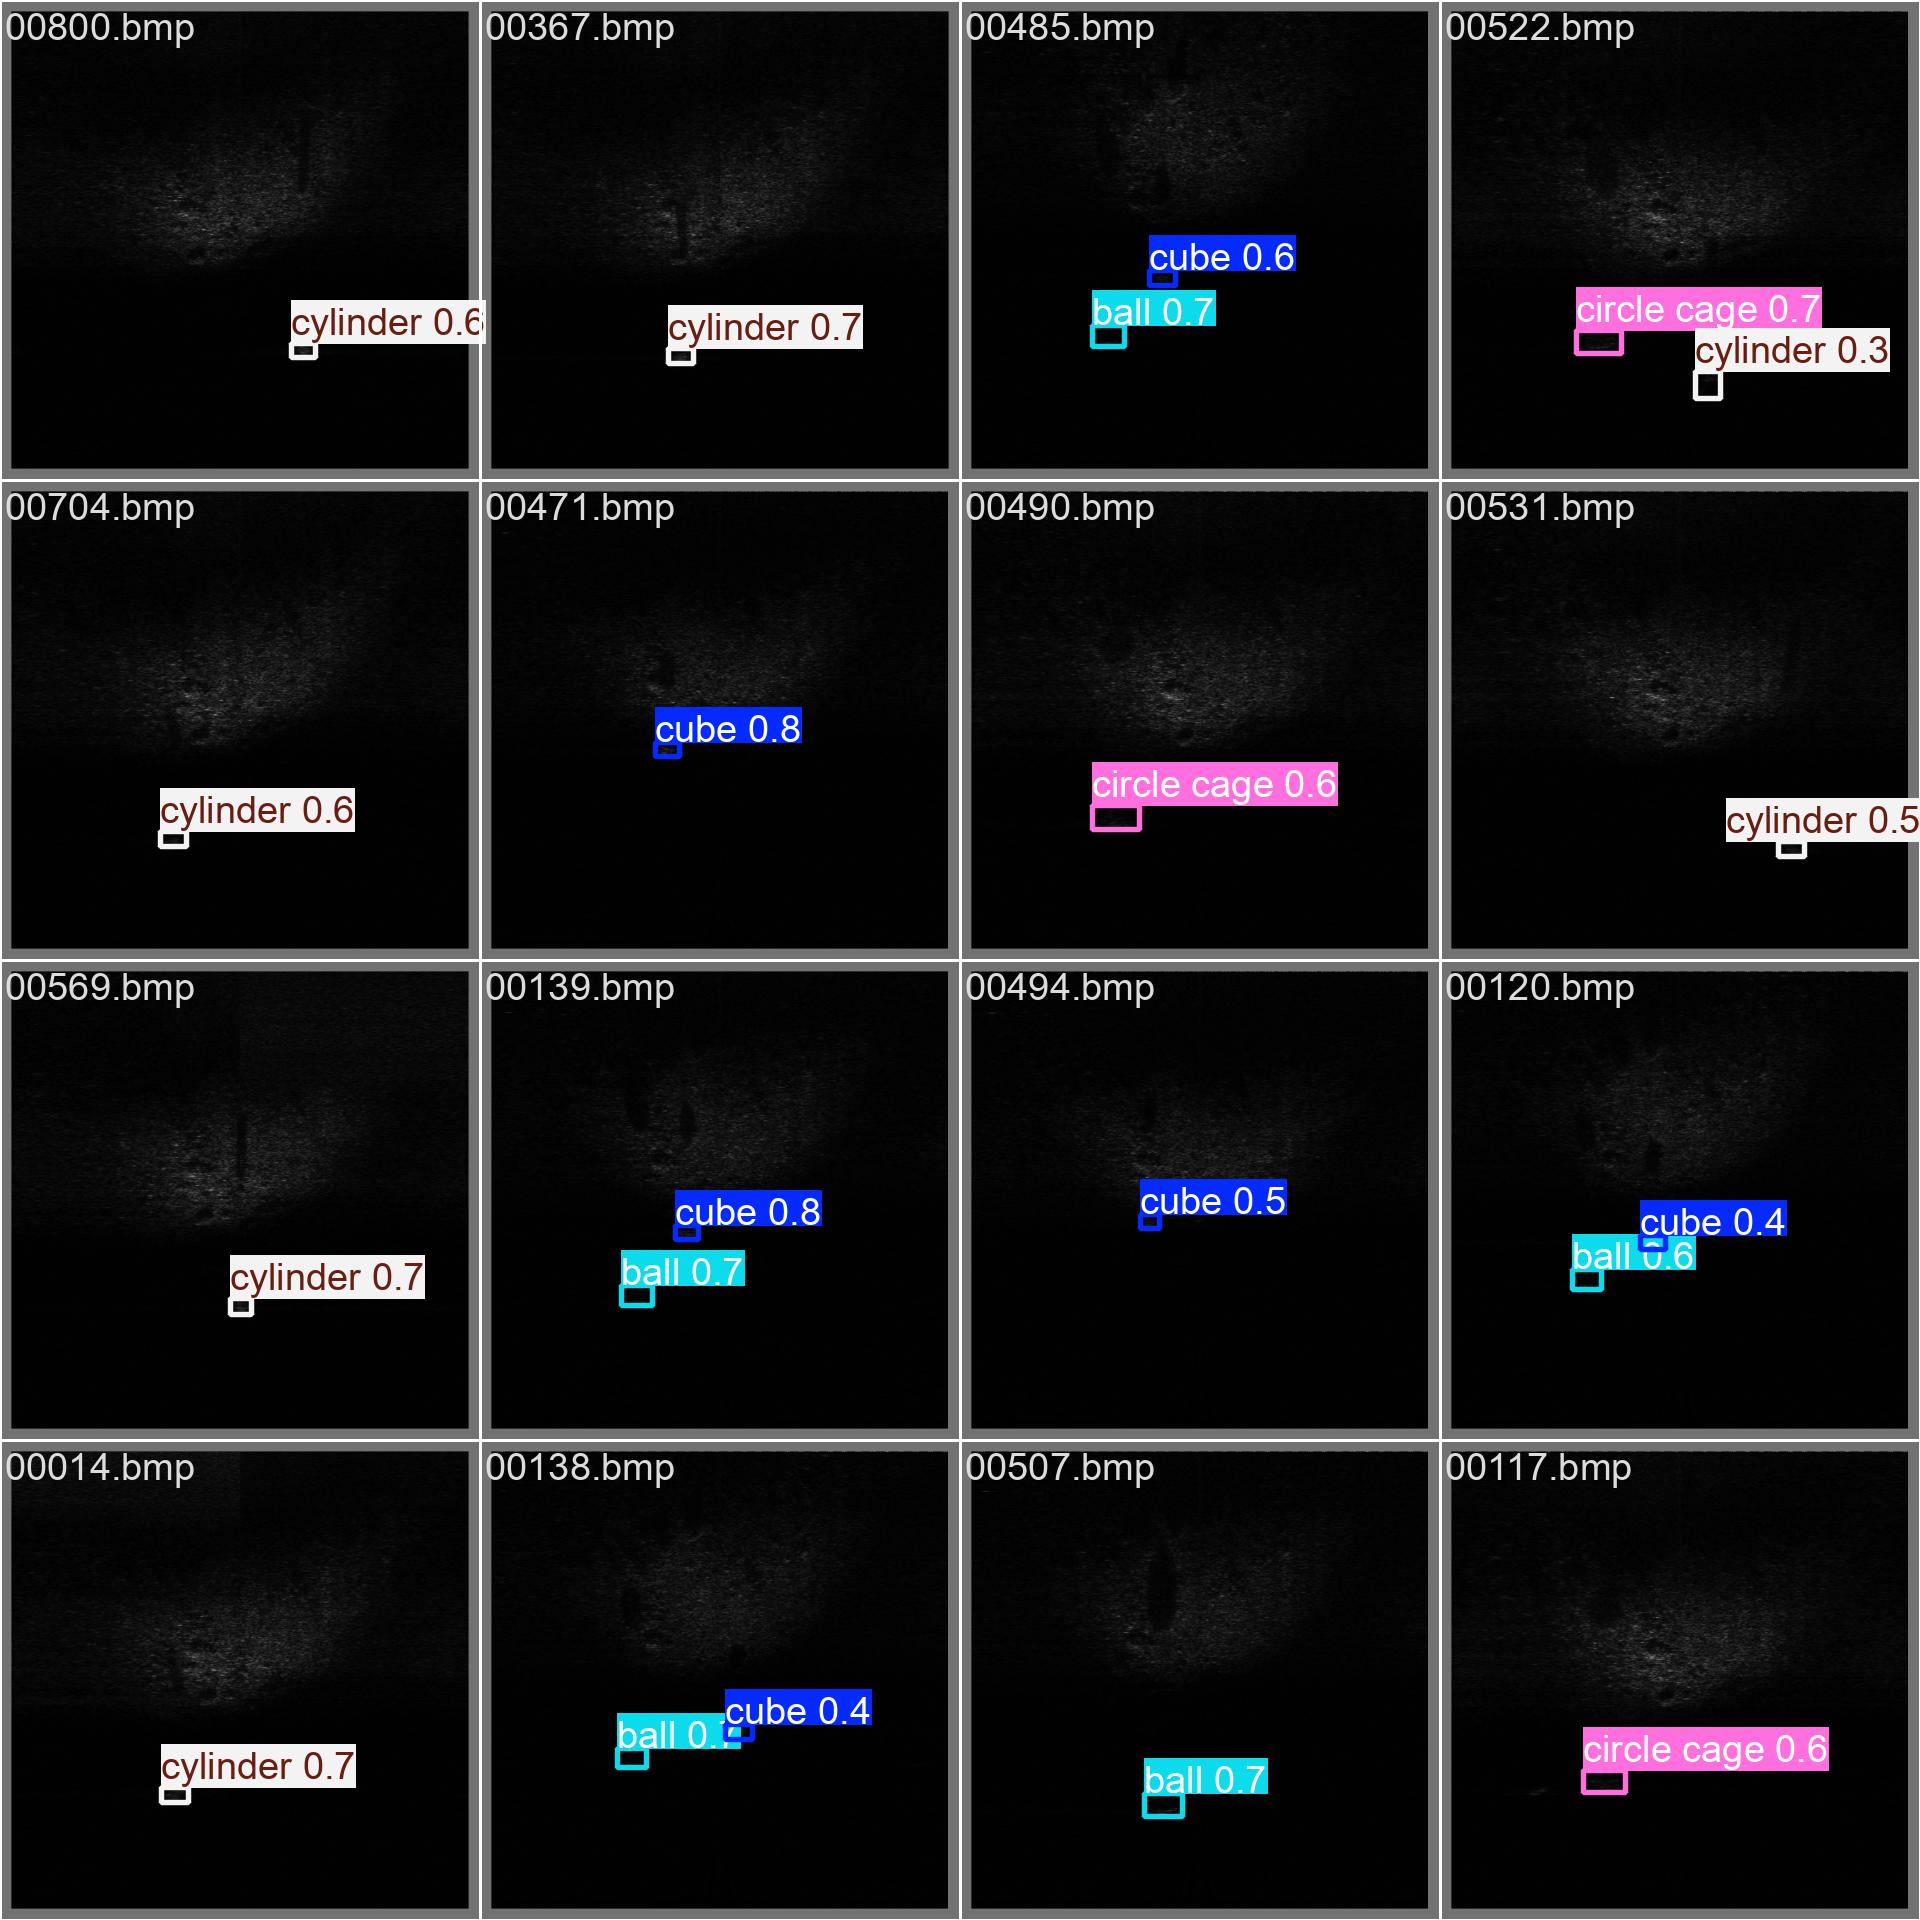 00800.bmp
cylinder 0.6
00367.bmp
cylinder 0.7
00485.bmp
cube 0.6
ball 0.7
00522.bmp
circle cage 0.7
cylinder 0.3
00704.bmp
cylinder 0.6
00471.bmp
cube 0.8
00490.bmp
circle cage 0.6
00531.bmp
cylinder 0.5
00569.bmp
cylinder 0.7
00139.bmp
cube 0.8
ball 0.7
00494.bmp
cube 0.5
00120.bmp
cube 0.4
ball 0.6
00014.bmp
cylinder 0.7
00138.bmp
cube 0.4
ball 0.7
00507.bmp
ball 0.7
00117.bmp
circle cage 0.6